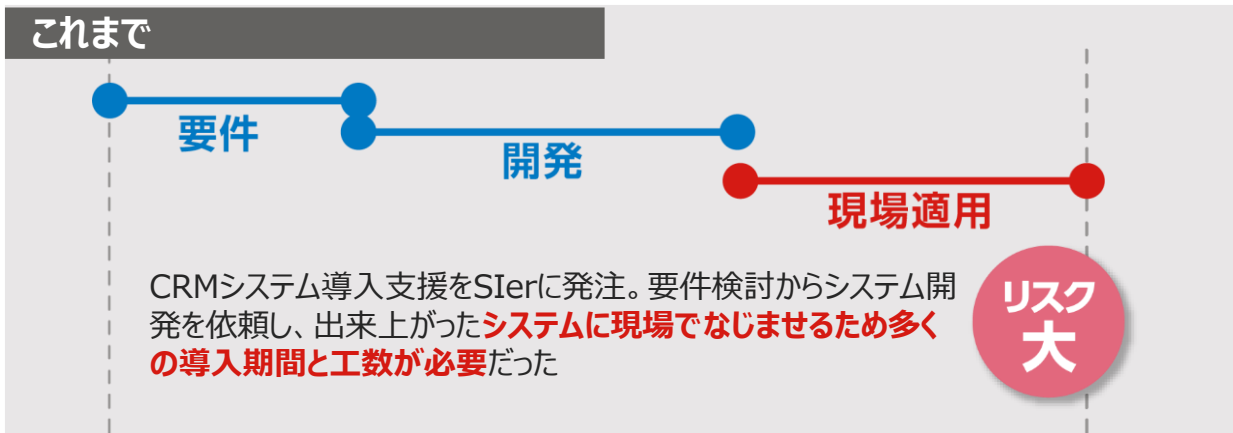 これまで
要件
開発
現場適用
CRMシステム導入支援をSIerに発注。要件検討からシステム開
発を依頼し、出来上がったシステムに現場でなじませるため多く
の導入期間と工数が必要だった
リスク
大